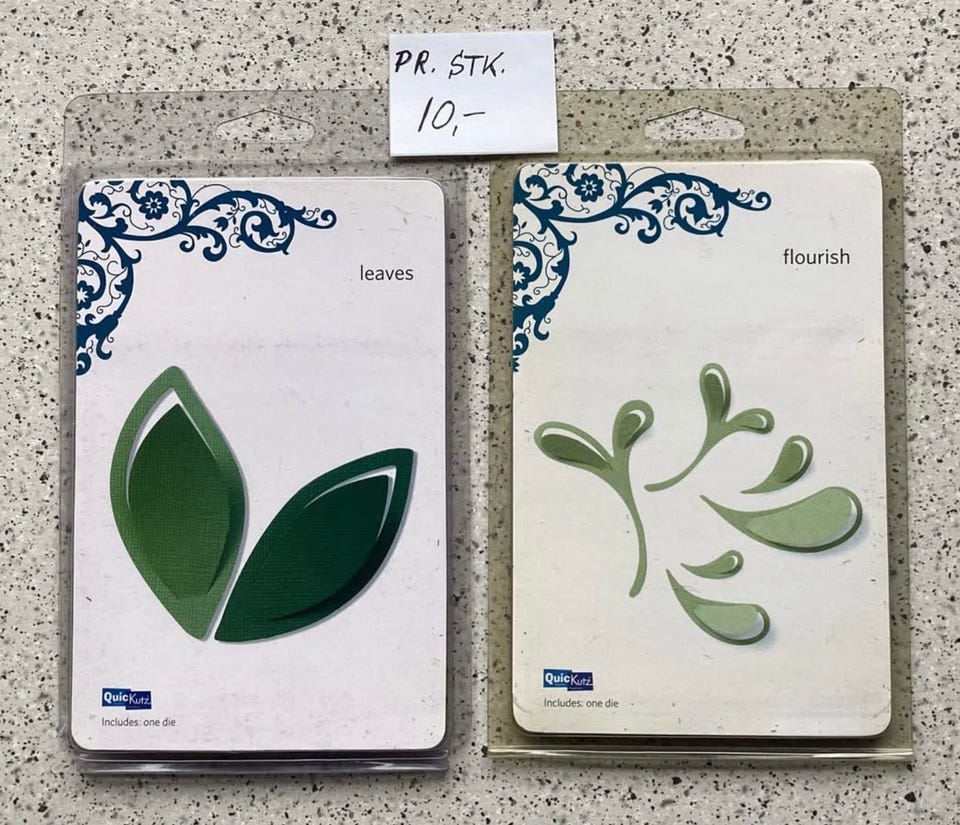 PR. STK.
10,-
leaves
flourish
QuicKutz
Includes: one die
QuicKutz
Includes: one die